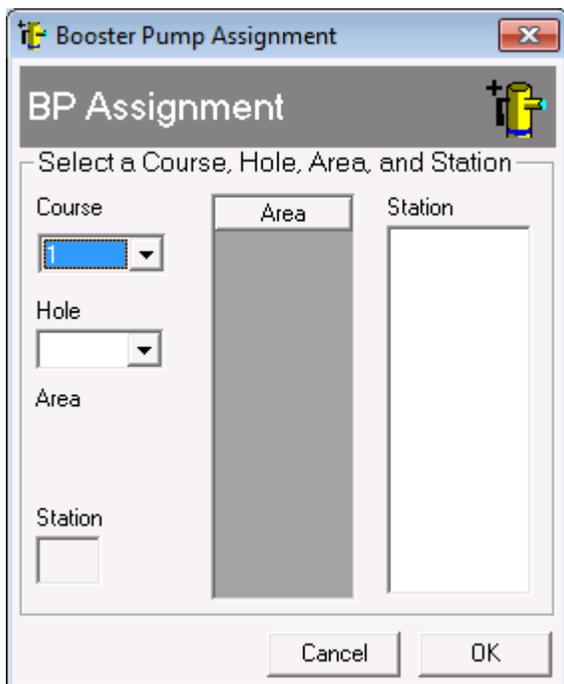 Booster Pump Assignment
BP Assignment
Select a Course, Hole, Area, and Station
Course
1
Hole
Area
Station
Area
Station
Cancel
OK